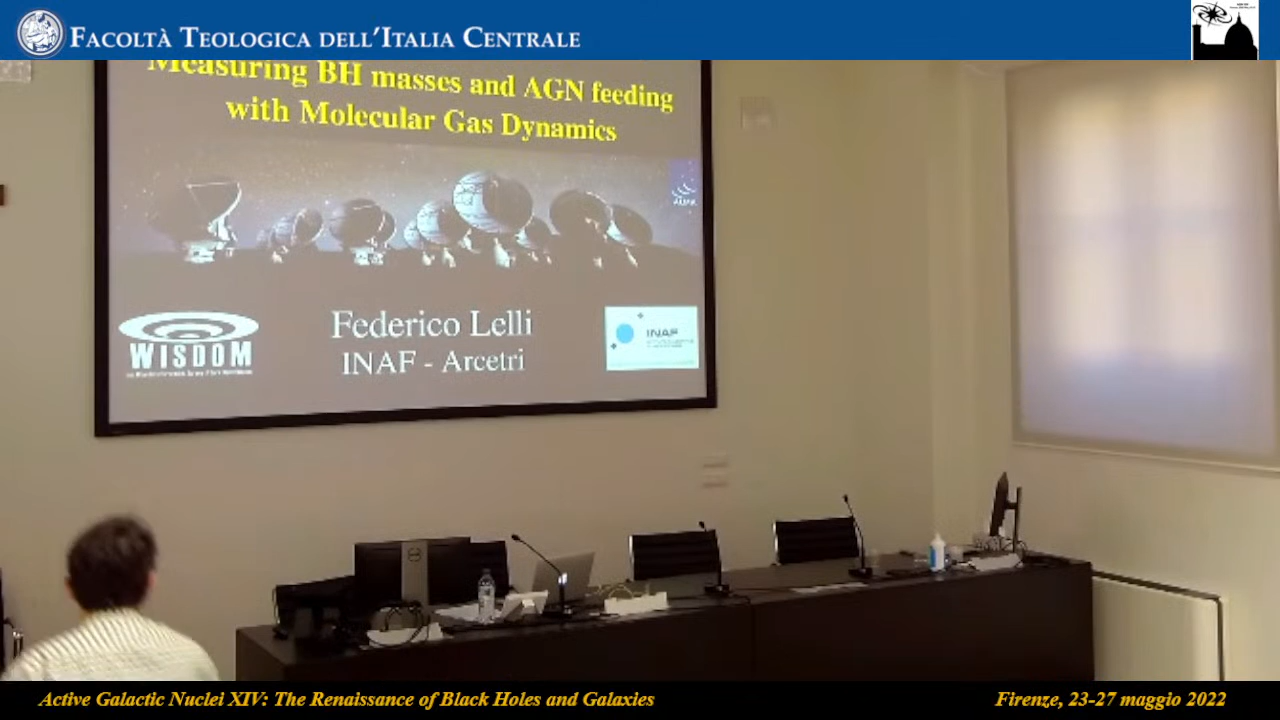 FACOLTÀ TEOLOGICA DELL'ITALIA CENTRALE
Measuring BH masses and AGN feeding
with Molecular Gas Dynamics
ALMA
Federico Lelli
INAF - Arcetri
WISDOM
INAF
Active Galactic Nuclei XIV: The Renaissance of Black Holes and Galaxies
Firenze, 23-27 maggio 2022